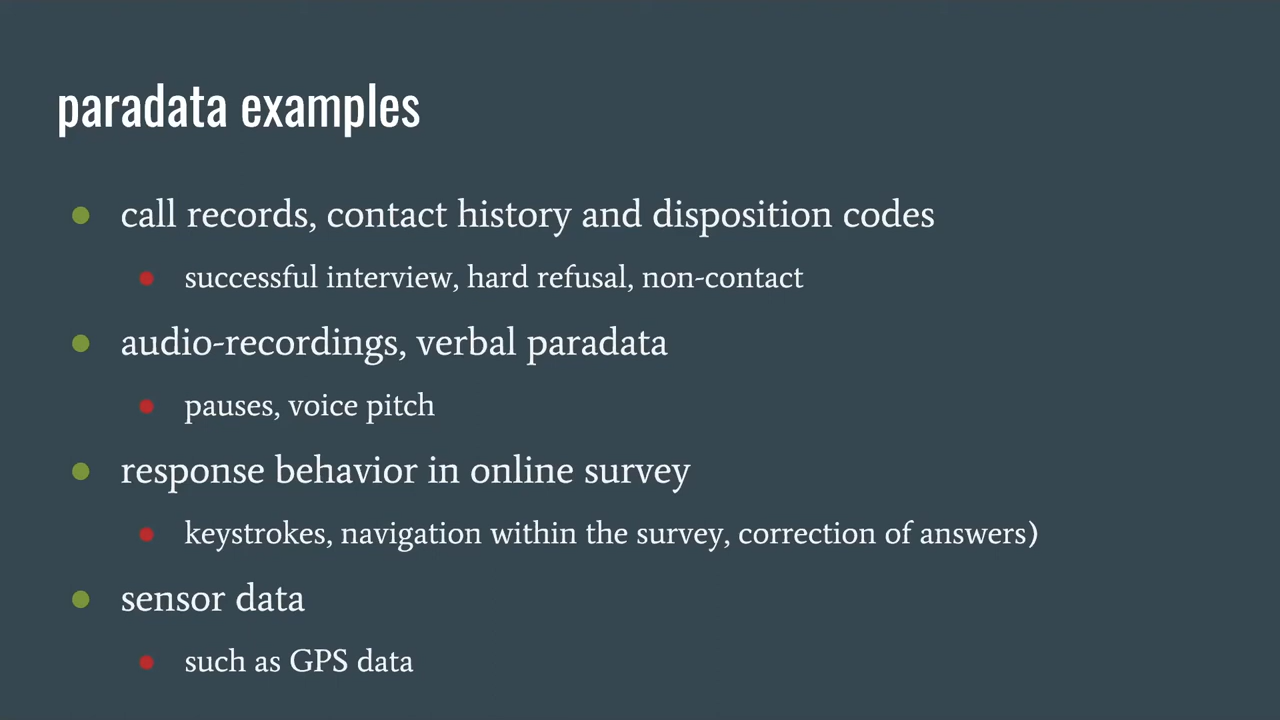 paradata examples
call records, contact history and disposition codes
successful interview, hard refusal, non-contact
audio-recordings, verbal paradata
pauses, voice pitch
response behavior in online survey
keystrokes, navigation within the survey, correction of answers)
sensor data
such as GPS data